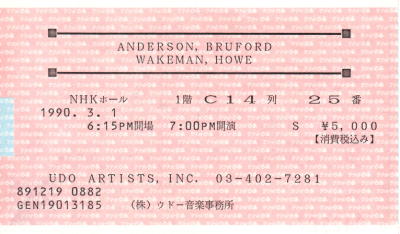 ANDERSON, BRUFORD
WAKEMAN, HOWE
NHKホール 1階 C14 列 25 番
1990. 3. 1
6:15PM開場 7:00PM開演 S ¥5,000
【消費税込み】
UDO ARTISTS, INC. 03-402-7281
891219 0882
GEN19013185 (株)ウドー音楽事務所